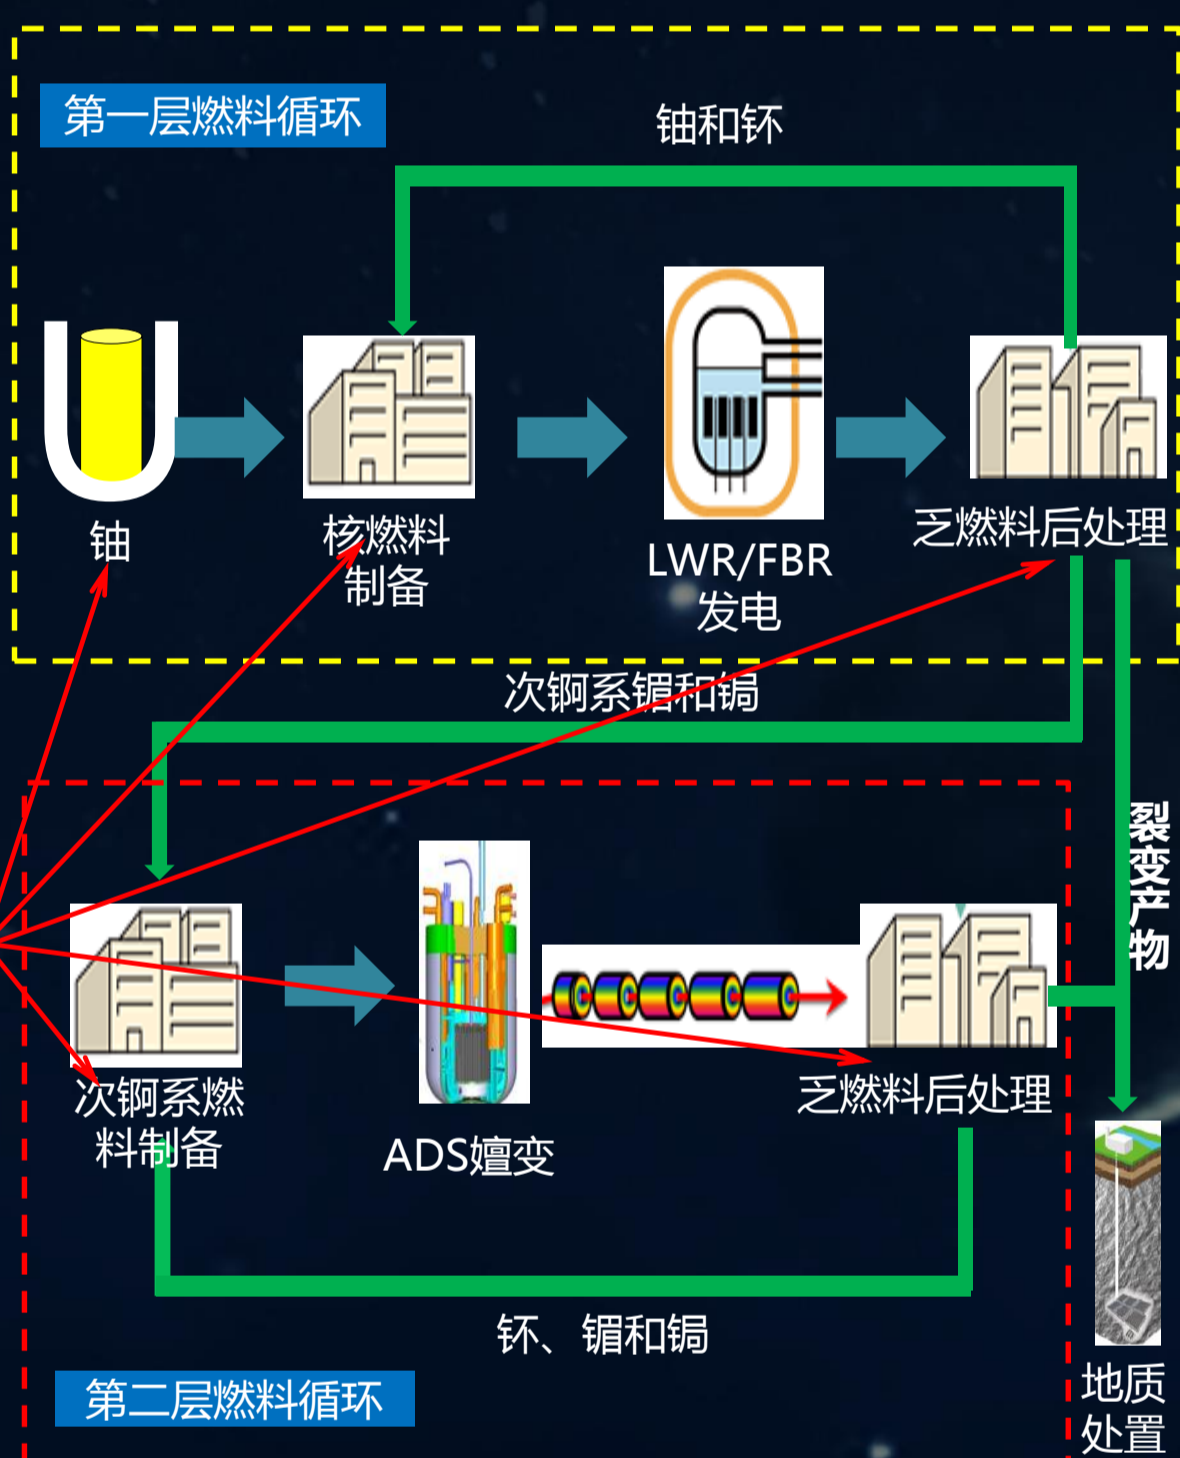 第一层燃料循环
铀和钚
铀
核燃料
制备
LWR/FBR
发电
乏燃料后处理
次锕系镅和锔
裂变产物
次锕系燃
料制备
ADS嬗变
乏燃料后处理
钚、镅和锔
第二层燃料循环
地质
处置